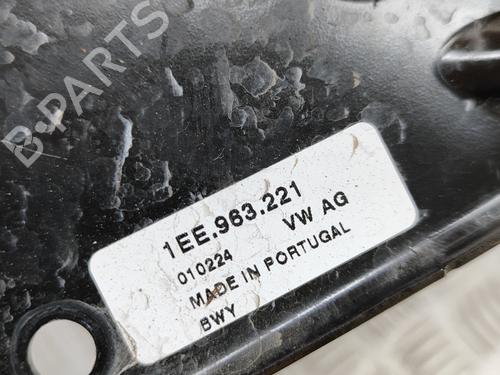 B-PARTS
1EE.963.221
010224 VW AG
MADE IN PORTUGAL
BWY